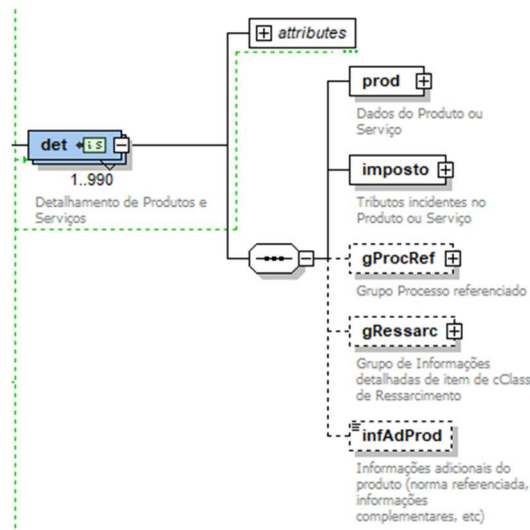 attributes
prod
Dados do Produto ou
Serviço
det
1..990
Detalhamento de Produtos e
Serviços
imposto
Tributos incidentes no
Produto ou Serviço
gProcRef
Grupo Processo referenciado
gRessarc
Grupo de Informações
detalhadas de item de cClass
de Ressarcimento
infAdProd
Informações adicionais do
produto (norma referenciada,
informações
complementares, etc)